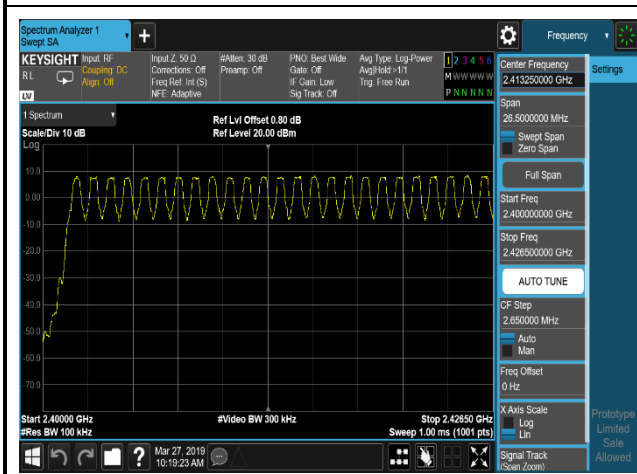 Spectrum Analyzer 1
Swept SA
+
Frequency
KEYSIGHT
Input: RF
RL
Coupling: DC
Align: Off
Input Z: 50 Ω
Corrections: Off
Freq Ref: Int (S)
NFE: Adaptive
#Atten: 30 dB
Preamp: Off
PNO: Best Wide
Gate: Off
IF Gain: Low
Sig Track: Off
Avg Type: Log-Power
Avg|Hold:>1/1
Trig: Free Run
1 2 3 4 5 6
M W W W W W
P N N N N N
1 Spectrum
Scale/Div 10 dB
Log
Ref Lvl Offset 0.80 dB
Ref Level 20.00 dBm
10.0
0.00
-10.0
-20.0
-30.0
-40.0
-50.0
-60.0
-70.0
Start 2.40000 GHz
#Res BW 100 kHz
#Video BW 300 kHz
Stop 2.42650 GHz
Sweep 1.00 ms (1001 pts)
Mar 27, 2019
10:19:23 AM
Center Frequency
2.413250000 GHz
Span
26.5000000 MHz
Swept Span
Zero Span
Full Span
Start Freq
2.400000000 GHz
Stop Freq
2.426500000 GHz
AUTO TUNE
CF Step
2.650000 MHz
Auto
Man
Freq Offset
0 Hz
X Axis Scale
Log
Lin
Signal Track
(Span Zoom)
Settings
Prototype
Limited
Sale
Allowed